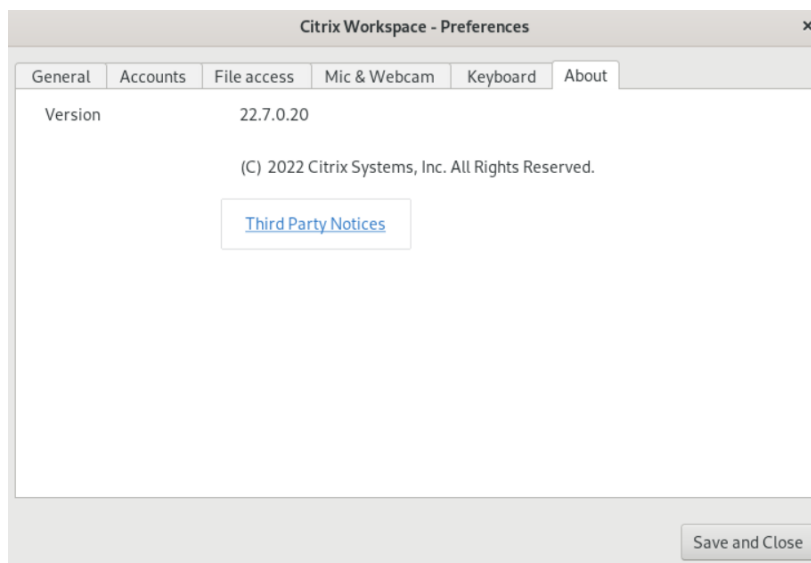 Citrix Workspace - Preferences ×
General Accounts File access Mic & Webcam Keyboard About
Version 22.7.0.20
(C) 2022 Citrix Systems, Inc. All Rights Reserved.
Third Party Notices
Save and Close